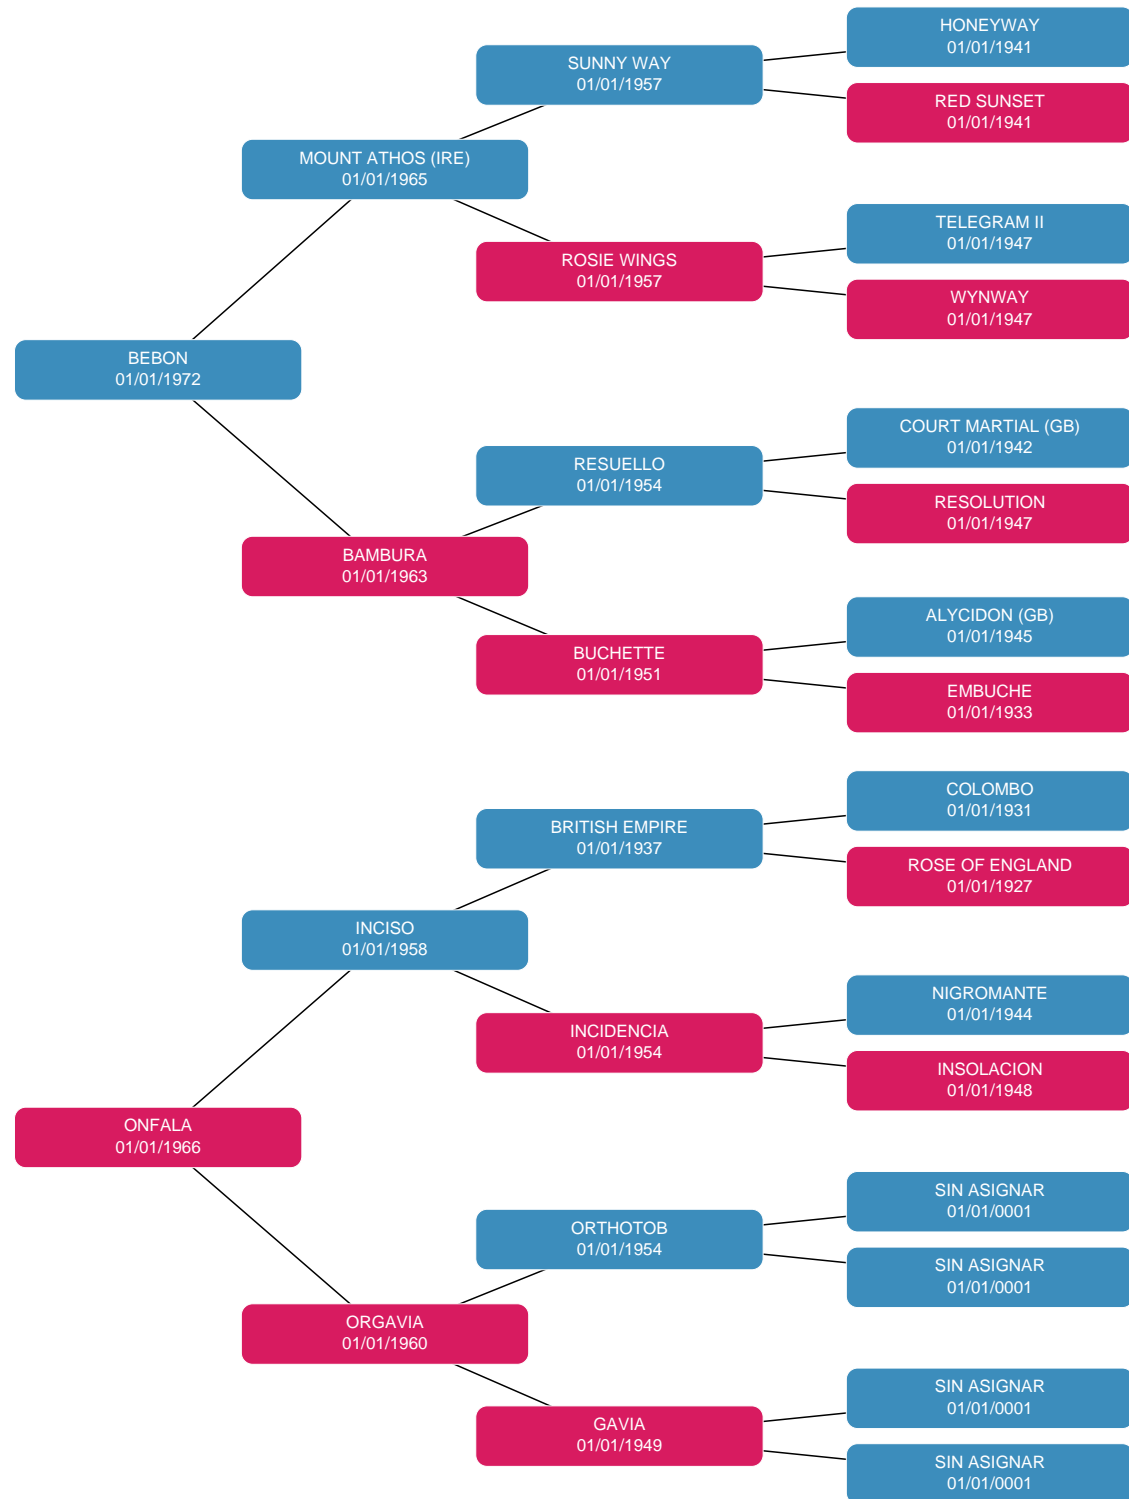 HONEYWAY
01/01/1941
SUNNY WAY
01/01/1957
RED SUNSET
01/01/1941
MOUNT ATHOS (IRE)
01/01/1965
TELEGRAM II
01/01/1947
ROSIE WINGS
01/01/1957
WYNWAY
01/01/1947
BEBON
01/01/1972
COURT MARTIAL (GB)
01/01/1942
RESUELLO
01/01/1954
RESOLUTION
01/01/1947
BAMBURA
01/01/1963
ALYCIDON (GB)
01/01/1945
BUCHETTE
01/01/1951
EMBUCHE
01/01/1933
COLOMBO
01/01/1931
BRITISH EMPIRE
01/01/1937
ROSE OF ENGLAND
01/01/1927
INCISO
01/01/1958
NIGROMANTE
01/01/1944
INCIDENCIA
01/01/1954
INSOLACION
01/01/1948
ONFALA
01/01/1966
SIN ASIGNAR
01/01/0001
ORTHOTOB
01/01/1954
SIN ASIGNAR
01/01/0001
ORGAVIA
01/01/1960
SIN ASIGNAR
01/01/0001
GAVIA
01/01/1949
SIN ASIGNAR
01/01/0001